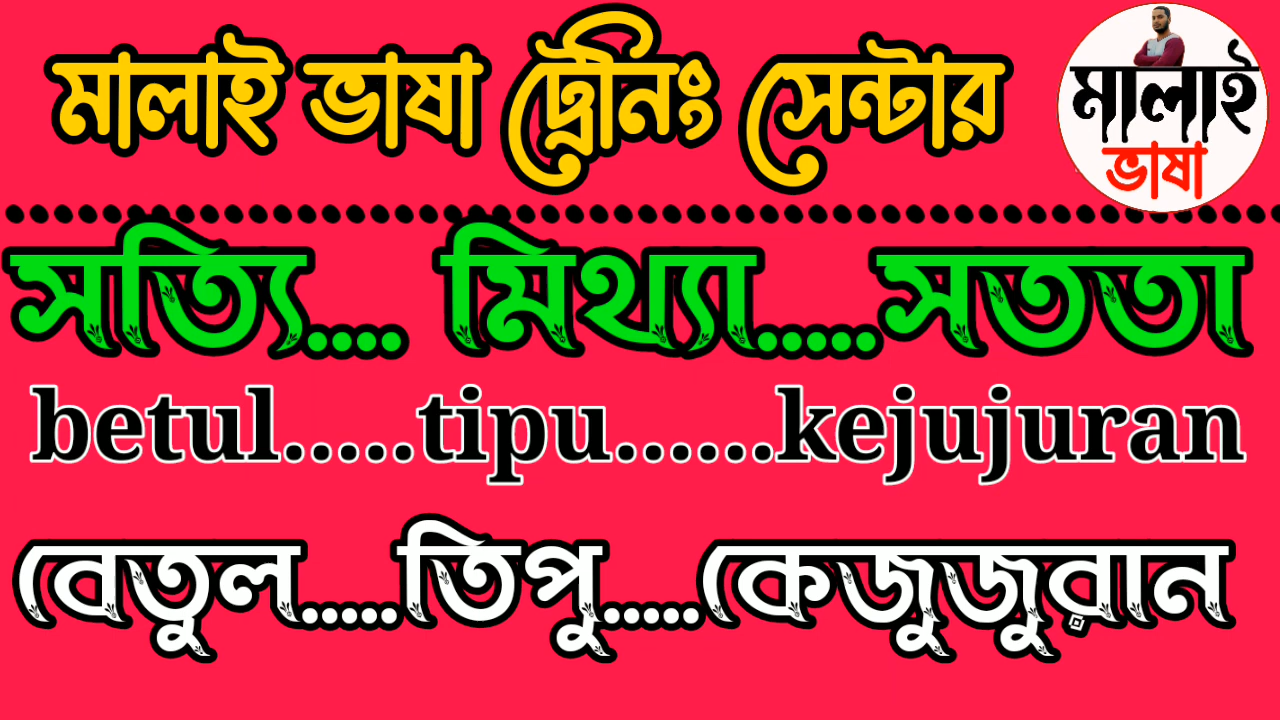 মালাই ভাষা ট্রেনিং সেন্টার
মালাই
ভাষা
সত্যি.... মিথ্যা.....সততা
betul.....tipu......kejujuran
বেতুল.....তিপু.....কেজুজুরান